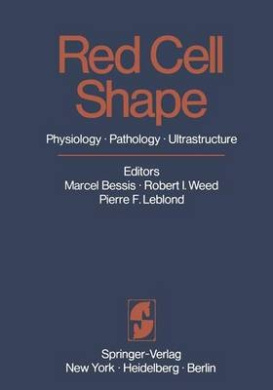 Red Cell
Shape
Physiology · Pathology · Ultrastructure
Editors
Marcel Bessis · Robert I. Weed
Pierre F. Leblond
Springer-Verlag
New York · Heidelberg · Berlin